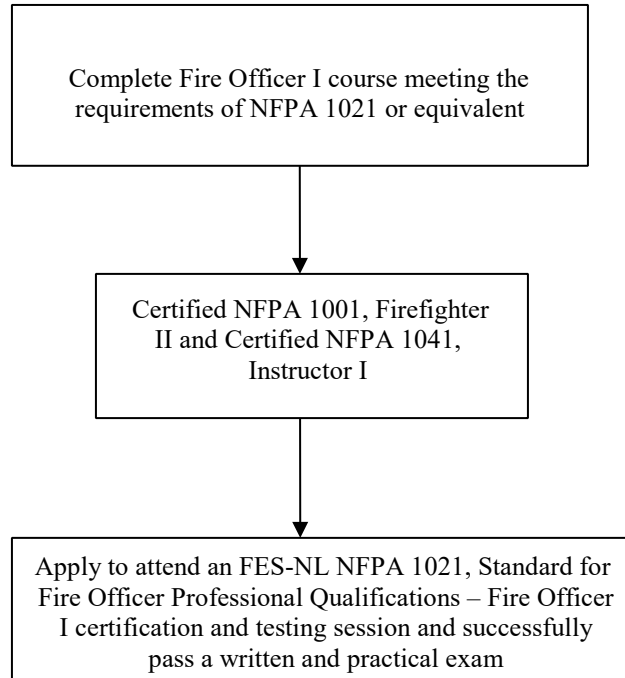 Complete Fire Officer I course meeting the
requirements of NFPA 1021 or equivalent
Certified NFPA 1001, Firefighter
II and Certified NFPA 1041,
Instructor I
Apply to attend an FES-NL NFPA 1021, Standard for
Fire Officer Professional Qualifications – Fire Officer
I certification and testing session and successfully
pass a written and practical exam